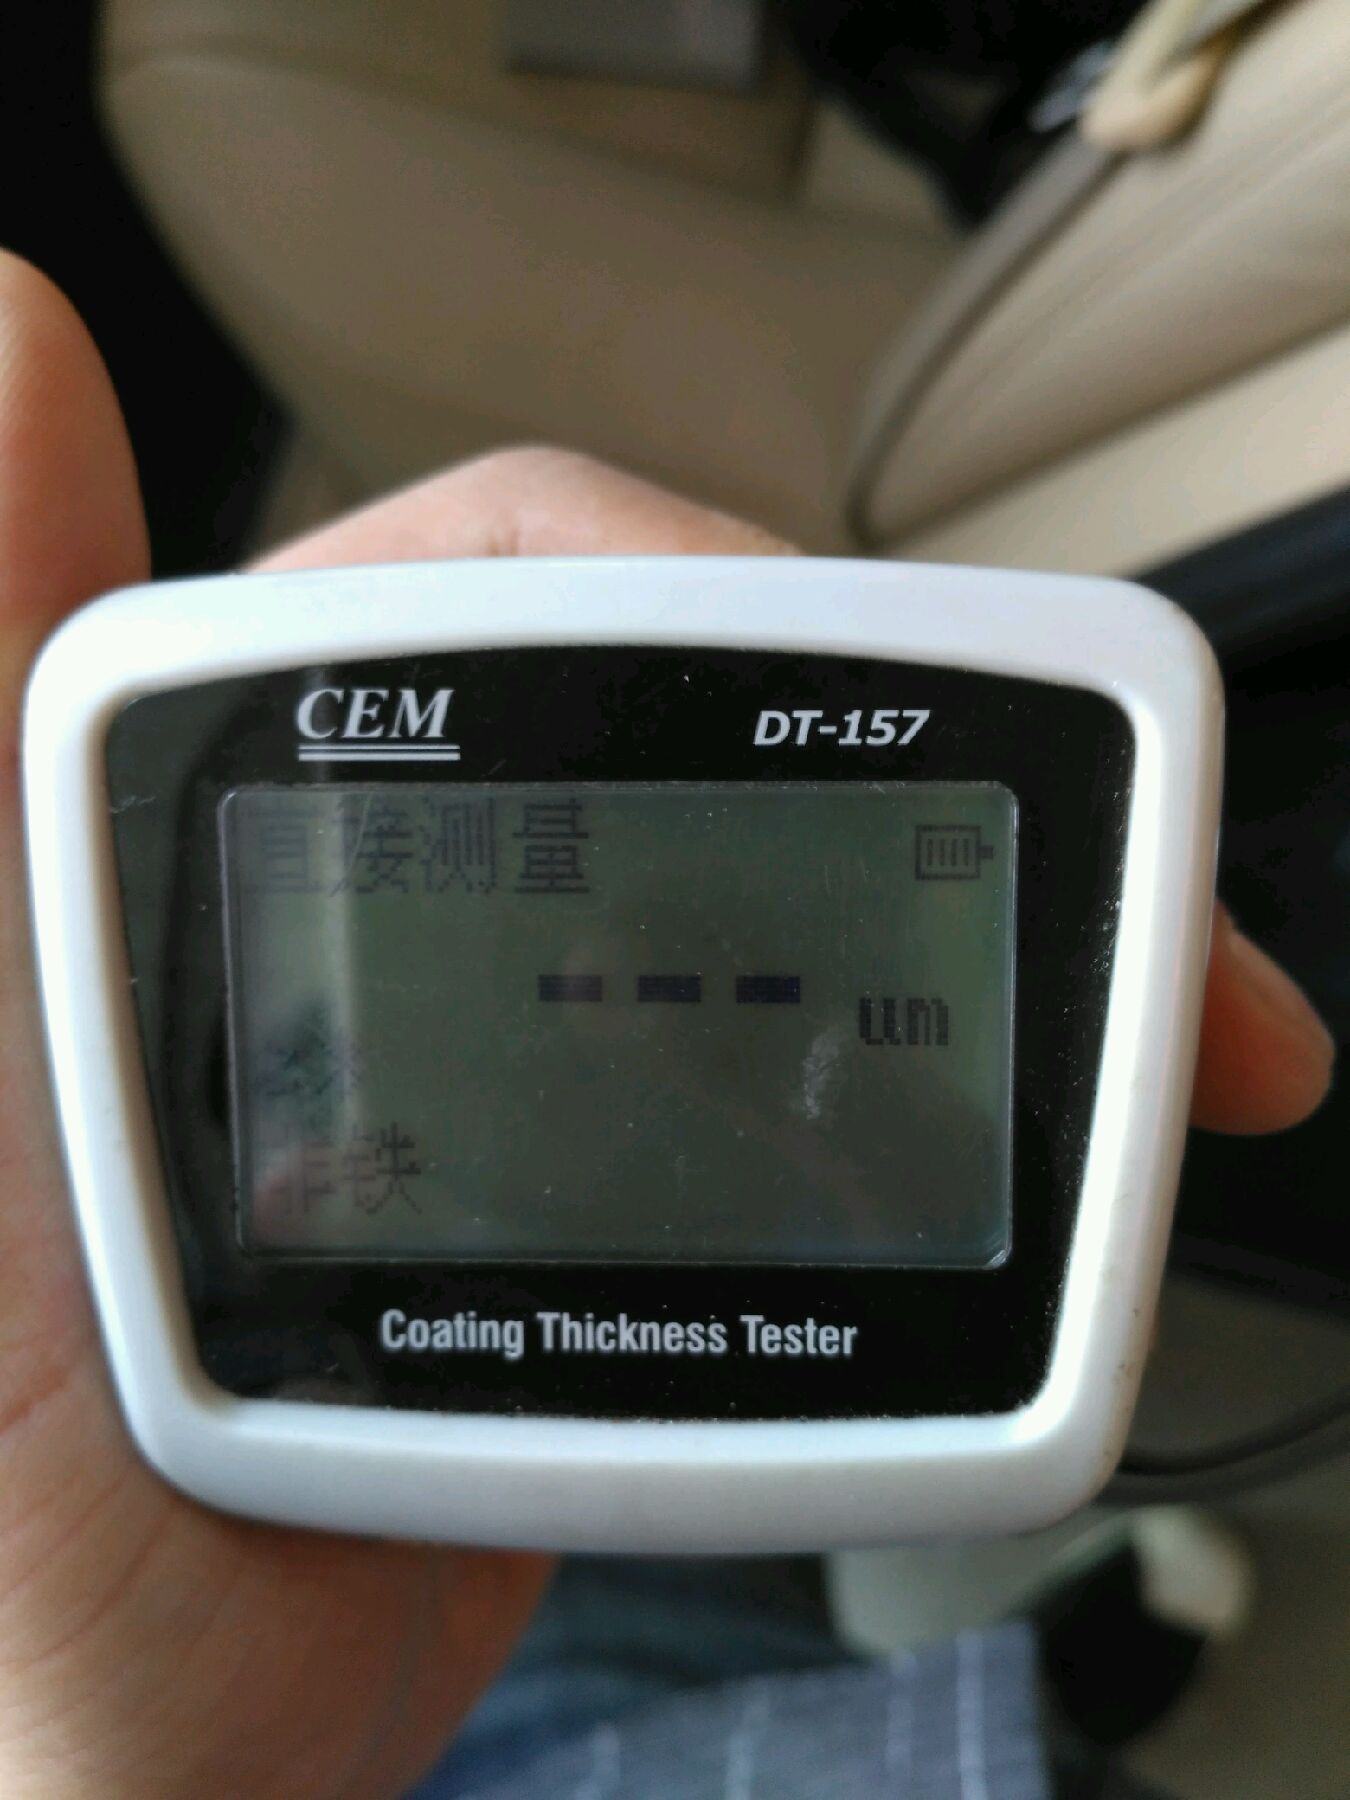 CEM
DT-157
直接测量
--- um
非铁
Coating Thickness Tester